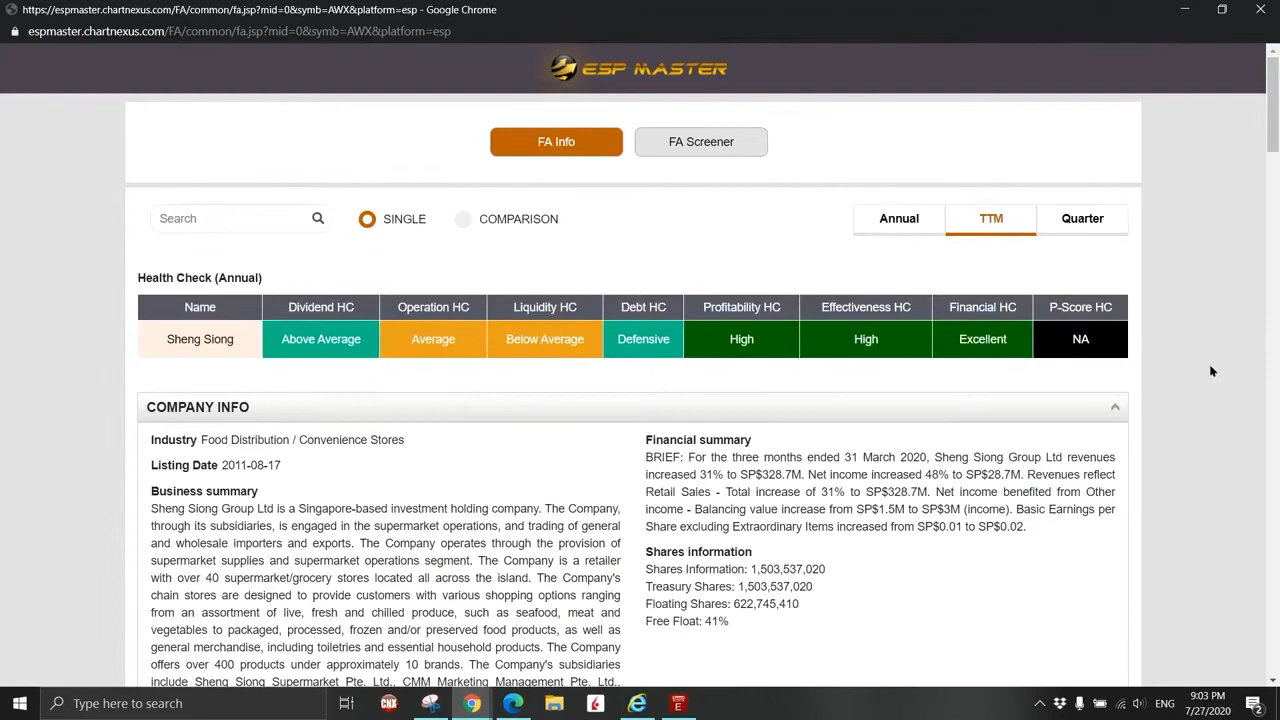 https://espmaster.chartnexus.com/FA/common/fa.jsp?mid=0&symb=AWX&platform=esp - Google Chrome
espmaster.chartnexus.com/FA/common/fa.jsp?mid=0&symb=AWX&platform=esp
ESP MASTER
FA Info
FA Screener
Search
SINGLE
COMPARISON
Annual
TTM
Quarter
Health Check (Annual)
Name Dividend HC Operation HC Liquidity HC Debt HC Profitability HC Effectiveness HC Financial HC P-Score HC
Sheng Siong Above Average Average Below Average Defensive High High Excellent NA
COMPANY INFO
Industry Food Distribution / Convenience Stores
Listing Date 2011-08-17
Business summary
Sheng Siong Group Ltd is a Singapore-based investment holding company. The Company,
through its subsidiaries, is engaged in the supermarket operations, and trading of general
and wholesale importers and exports. The Company operates through the provision of
supermarket supplies and supermarket operations segment. The Company is a retailer
with over 40 supermarket/grocery stores located all across the island. The Company's
chain stores are designed to provide customers with various shopping options ranging
from an assortment of live, fresh and chilled produce, such as seafood, meat and
vegetables to packaged, processed, frozen and/or preserved food products, as well as
general merchandise, including toiletries and essential household products. The Company
offers over 400 products under approximately 10 brands. The Company's subsidiaries
include Sheng Siong Supermarket Pte. Ltd., CMM Marketing Management Pte. Ltd.,
Financial summary
BRIEF: For the three months ended 31 March 2020, Sheng Siong Group Ltd revenues
increased 31% to SP$328.7M. Net income increased 48% to SP$28.7M. Revenues reflect
Retail Sales - Total increase of 31% to SP$328.7M. Net income benefited from Other
income - Balancing value increase from SP$1.5M to SP$3M (income). Basic Earnings per
Share excluding Extraordinary Items increased from SP$0.01 to SP$0.02.
Shares information
Shares Information: 1,503,537,020
Treasury Shares: 1,503,537,020
Floating Shares: 622,745,410
Free Float: 41%
Type here to search
CNX
ENG
9:03 PM
7/27/2020
2